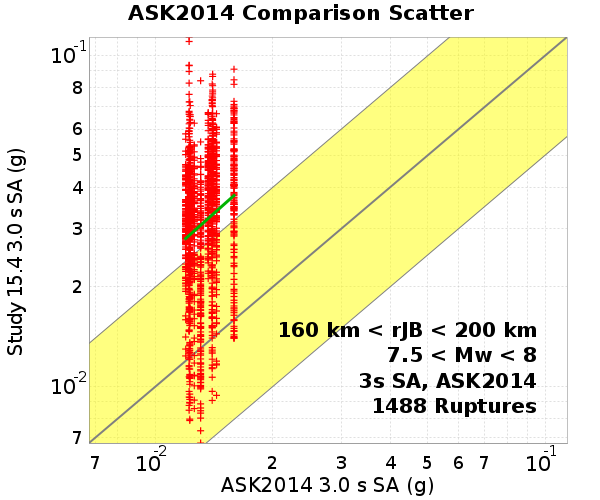 ASK2014 Comparison Scatter
10-1
8
6
5
4
3
2
10-2
7
Study 15.4 3.0 s SA (g)
160 km < rJB < 200 km
7.5 < Mw < 8
3s SA, ASK2014
1488 Ruptures
7 10-2 2 3 4 5 6 7 10-1
ASK2014 3.0 s SA (g)